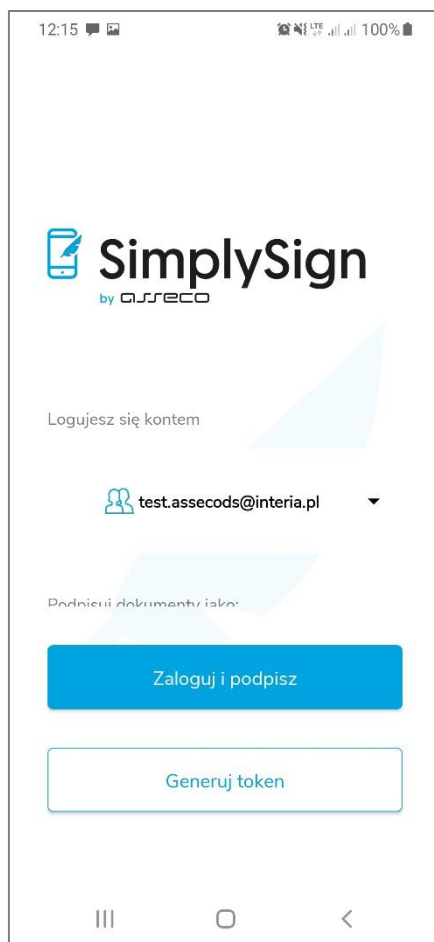 12:15 LTE 100%
SimplySign
by asseco
Logujesz się kontem
test.assecods@interia.pl
Podpisuj dokumenty jako:
Zaloguj i podpisz
Generuj token